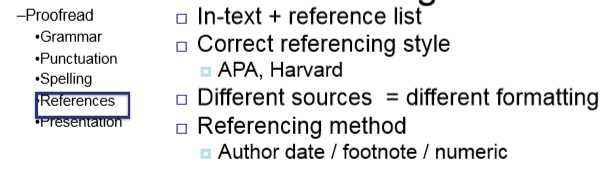 –Proofread
•Grammar
•Punctuation
•Spelling
•References
•Presentation
In-text + reference list
Correct referencing style
APA, Harvard
Different sources = different formatting
Referencing method
Author date / footnote / numeric